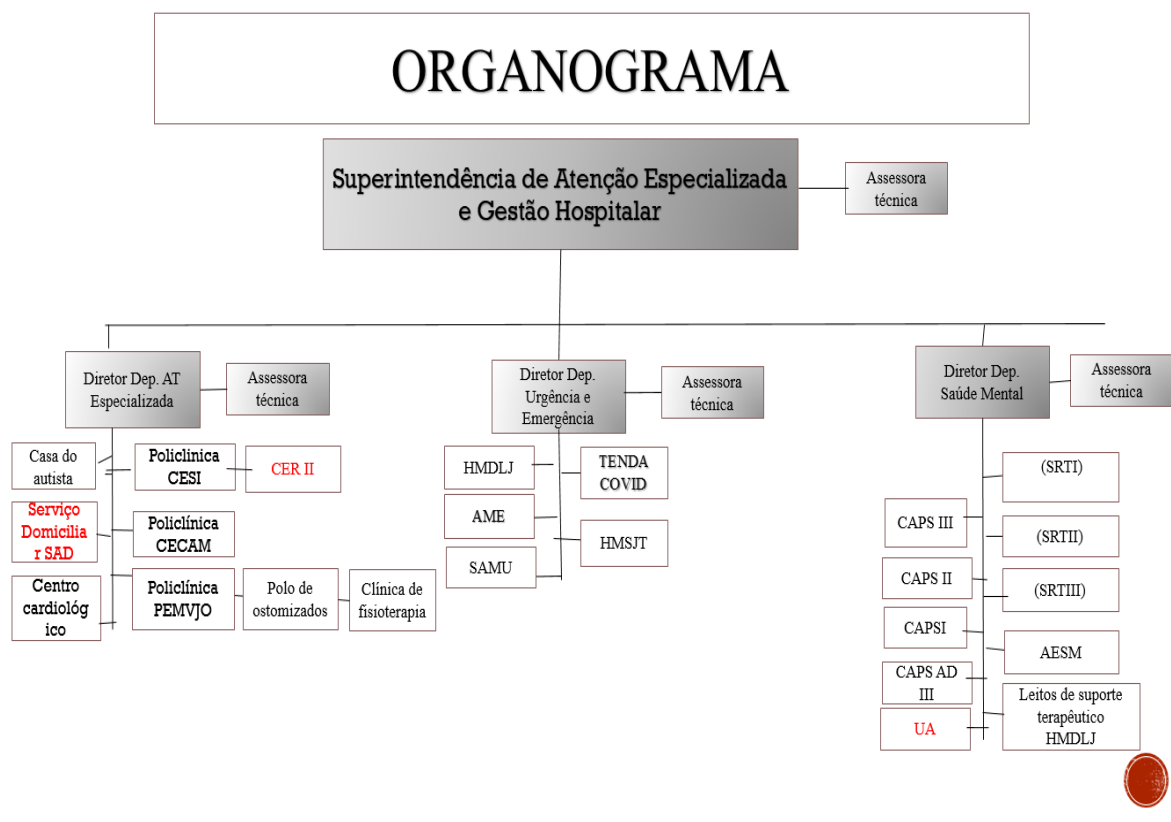 ORGANOGRAMA
Superintendência de Atenção Especializada
e Gestão Hospitalar
Assessora
técnica
Diretor Dep. AT
Especializada
Assessora
técnica
Casa do
autista
Policlinica
CESI
CER II
Serviço
Domicilia
r SAD
Policlínica
CECAM
Centro
cardiológ
ico
Policlínica
PEMVJO
Polo de
ostomizados
Clínica de
fisioterapia
Diretor Dep.
Urgência e
Emergência
Assessora
técnica
HMDLJ
TENDA
COVID
AME
HMSJT
SAMU
Diretor Dep.
Saúde Mental
Assessora
técnica
(SRTI)
CAPS III
(SRTII)
CAPS II
(SRTIII)
CAPSI
AESM
CAPS AD
III
Leitos de suporte
terapêutico
HMDLJ
UA